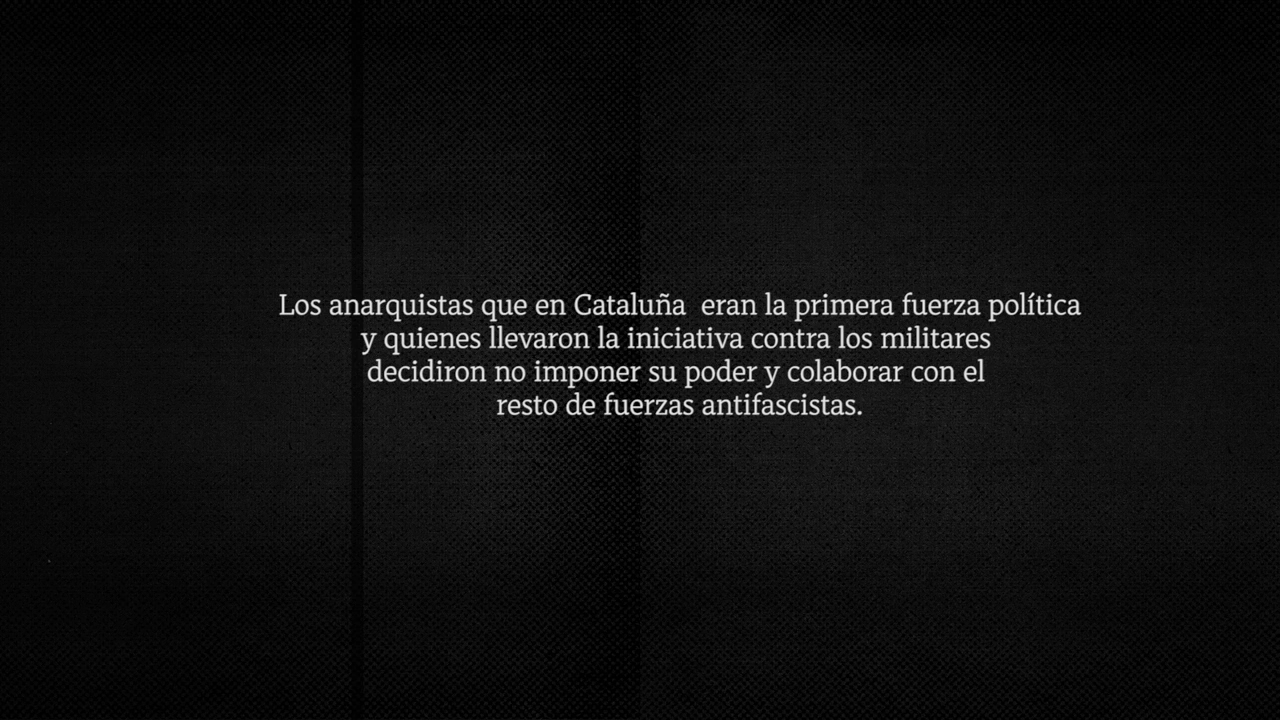 Los anarquistas que en Cataluña  eran la primera fuerza política
y quienes llevaron la iniciativa contra los militares
decidiron no imponer su poder y colaborar con el
resto de fuerzas antifascistas.